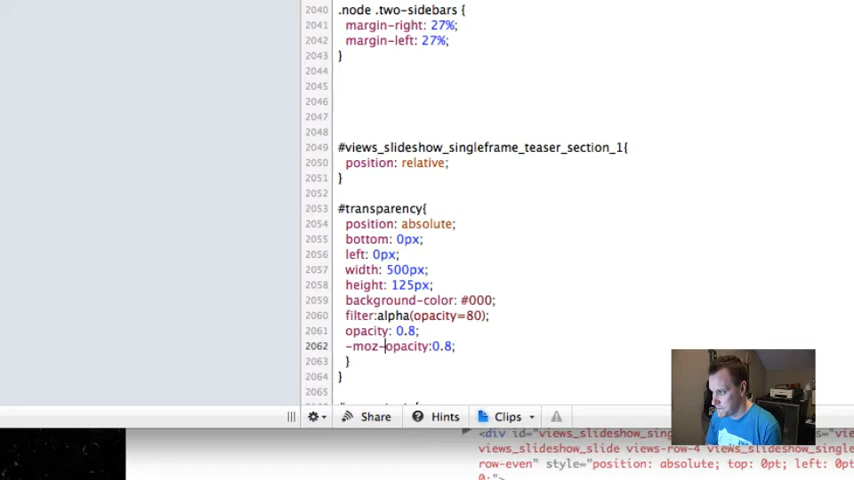 2040 .node .two-sidebars {
2041 margin-right: 27%;
2042 margin-left: 27%;
2043 }
2044
2045
2046
2047
2048
2049 #views_slideshow_singleframe_teaser_section_1{
2050 position: relative;
2051 }
2052
2053 #transparency{
2054 position: absolute;
2055 bottom: 0px;
2056 left: 0px;
2057 width: 500px;
2058 height: 125px;
2059 background-color: #000;
2060 filter:alpha(opacity=80);
2061 opacity: 0.8;
2062 -moz-opacity:0.8;
2063 }
2064 }
2065
Share Hints Clips
<div id="views_slideshow_sing
views_slideshow_slide views-row-4 views_slideshow_single
row-even" style="position: absolute; top: 0pt; left: 0pt
0;">